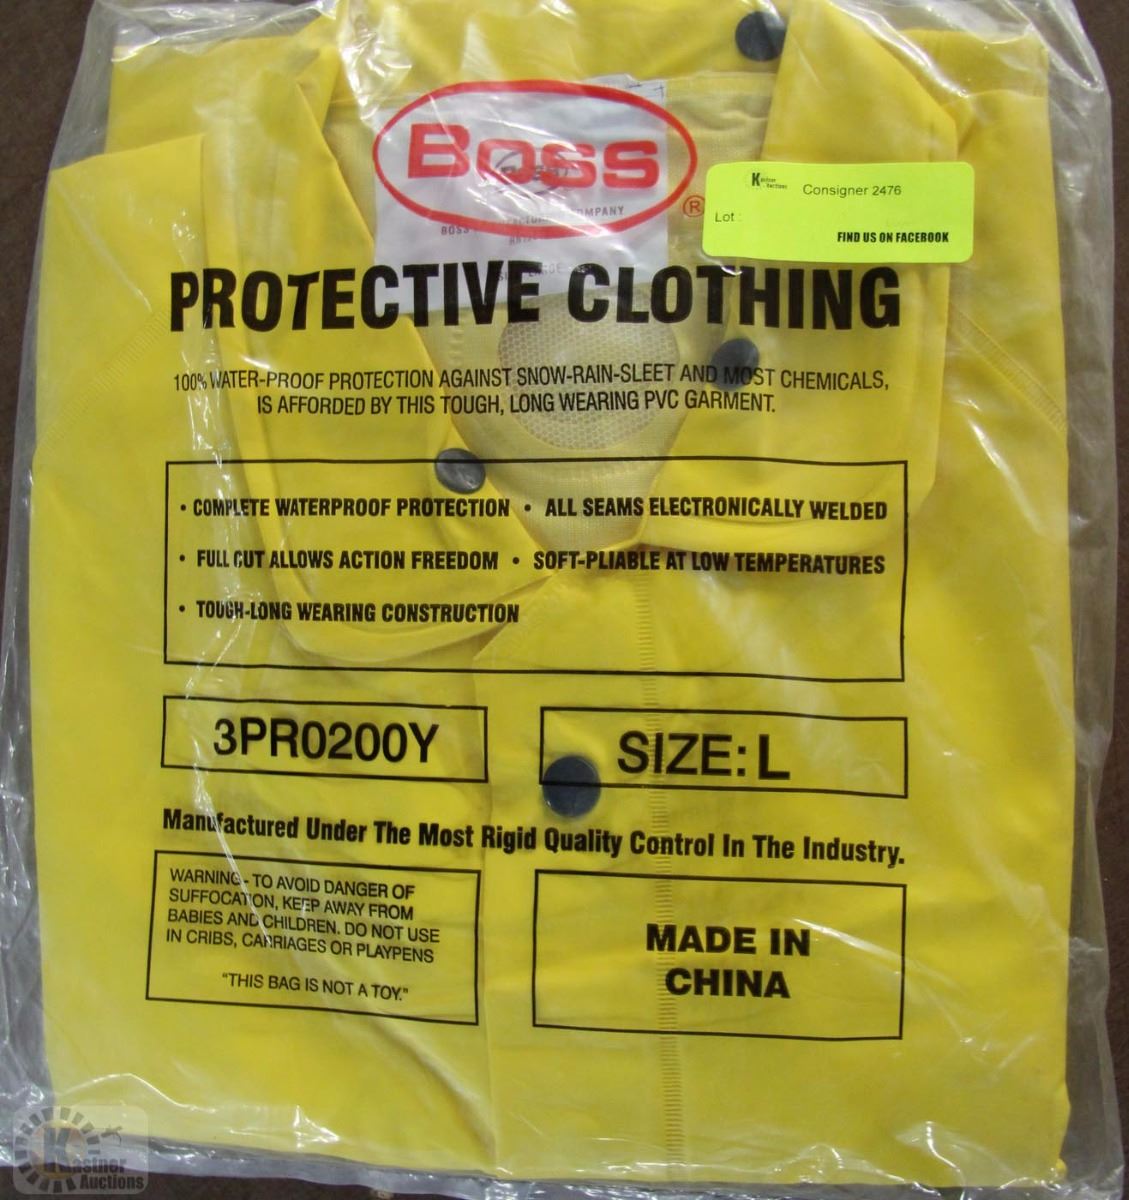 BOSS
®
BOSS COMPANY
Kastner Auctions
Consigner 2476
Lot :
FIND US ON FACEBOOK
PROTECTIVE CLOTHING
100% WATER-PROOF PROTECTION AGAINST SNOW-RAIN-SLEET AND MOST CHEMICALS,
IS AFFORDED BY THIS TOUGH, LONG WEARING PVC GARMENT.
• COMPLETE WATERPROOF PROTECTION • ALL SEAMS ELECTRONICALLY WELDED
• FULL CUT ALLOWS ACTION FREEDOM • SOFT-PLIABLE AT LOW TEMPERATURES
• TOUGH-LONG WEARING CONSTRUCTION
3PR0200Y
SIZE: L
Manufactured Under The Most Rigid Quality Control In The Industry.
WARNING - TO AVOID DANGER OF
SUFFOCATION, KEEP AWAY FROM
BABIES AND CHILDREN. DO NOT USE
IN CRIBS, CARRIAGES OR PLAYPENS
"THIS BAG IS NOT A TOY."
MADE IN
CHINA
Kastner
Auctions